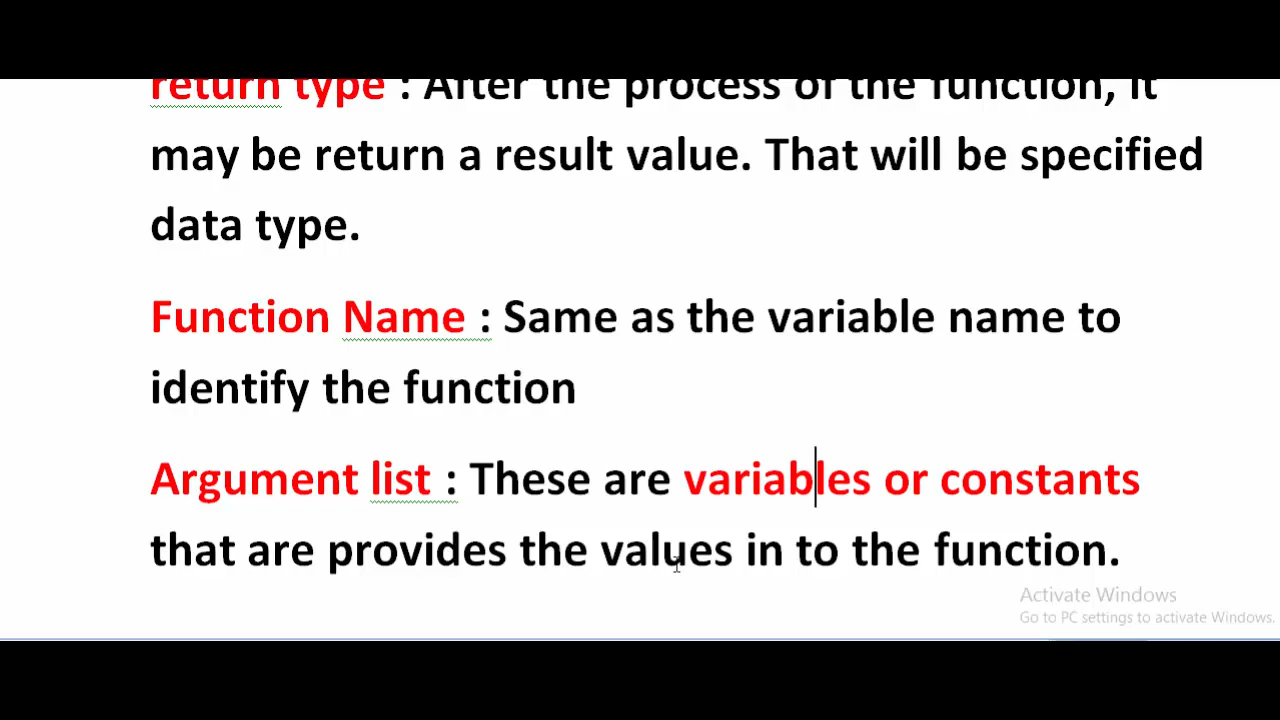 return type : After the process of the function, it
may be return a result value. That will be specified
data type.
Function Name : Same as the variable name to
identify the function
Argument list : These are variables or constants
that are provides the values in to the function.
Activate Windows
Go to PC settings to activate Windows.